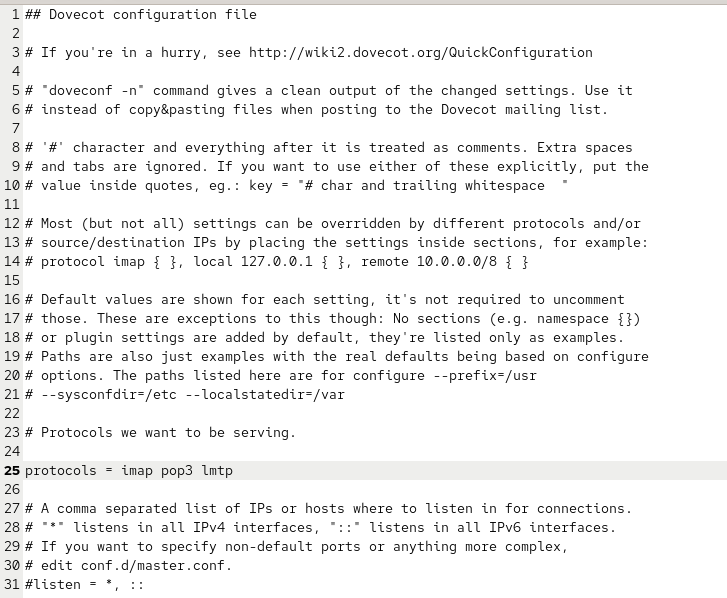 1 ## Dovecot configuration file
2
3 # If you're in a hurry, see http://wiki2.dovecot.org/QuickConfiguration
4
5 # "doveconf -n" command gives a clean output of the changed settings. Use it
6 # instead of copy&pasting files when posting to the Dovecot mailing list.
7
8 # '#' character and everything after it is treated as comments. Extra spaces
9 # and tabs are ignored. If you want to use either of these explicitly, put the
10 # value inside quotes, eg.: key = "# char and trailing whitespace  "
11
12 # Most (but not all) settings can be overridden by different protocols and/or
13 # source/destination IPs by placing the settings inside sections, for example:
14 # protocol imap { }, local 127.0.0.1 { }, remote 10.0.0.0/8 { }
15
16 # Default values are shown for each setting, it's not required to uncomment
17 # those. These are exceptions to this though: No sections (e.g. namespace {})
18 # or plugin settings are added by default, they're listed only as examples.
19 # Paths are also just examples with the real defaults being based on configure
20 # options. The paths listed here are for configure --prefix=/usr
21 # --sysconfdir=/etc --localstatedir=/var
22
23 # Protocols we want to be serving.
24
25 protocols = imap pop3 lmtp
26
27 # A comma separated list of IPs or hosts where to listen in for connections.
28 # "*" listens in all IPv4 interfaces, "::" listens in all IPv6 interfaces.
29 # If you want to specify non-default ports or anything more complex,
30 # edit conf.d/master.conf.
31 #listen = *, ::